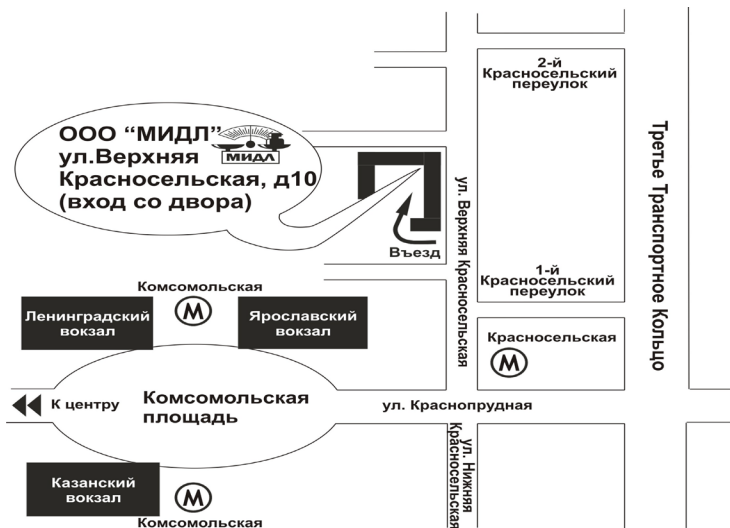 2-й
Красносельский
переулок
ООО “МИДЛ”
МИДЛ
ул.Верхняя
Красносельская, д10
(вход со двора)
Третье Транспортное Кольцо
ул. Верхняя Красносельская
Въезд
1-й
Красносельский
переулок
Комсомольская
М
Ленинградский
вокзал
Ярославский
вокзал
Красносельская
М
К центру
Комсомольская
площадь
ул. Краснопрудная
ул. Нижняя
Красносельская
Казанский
вокзал
М
Комсомольская